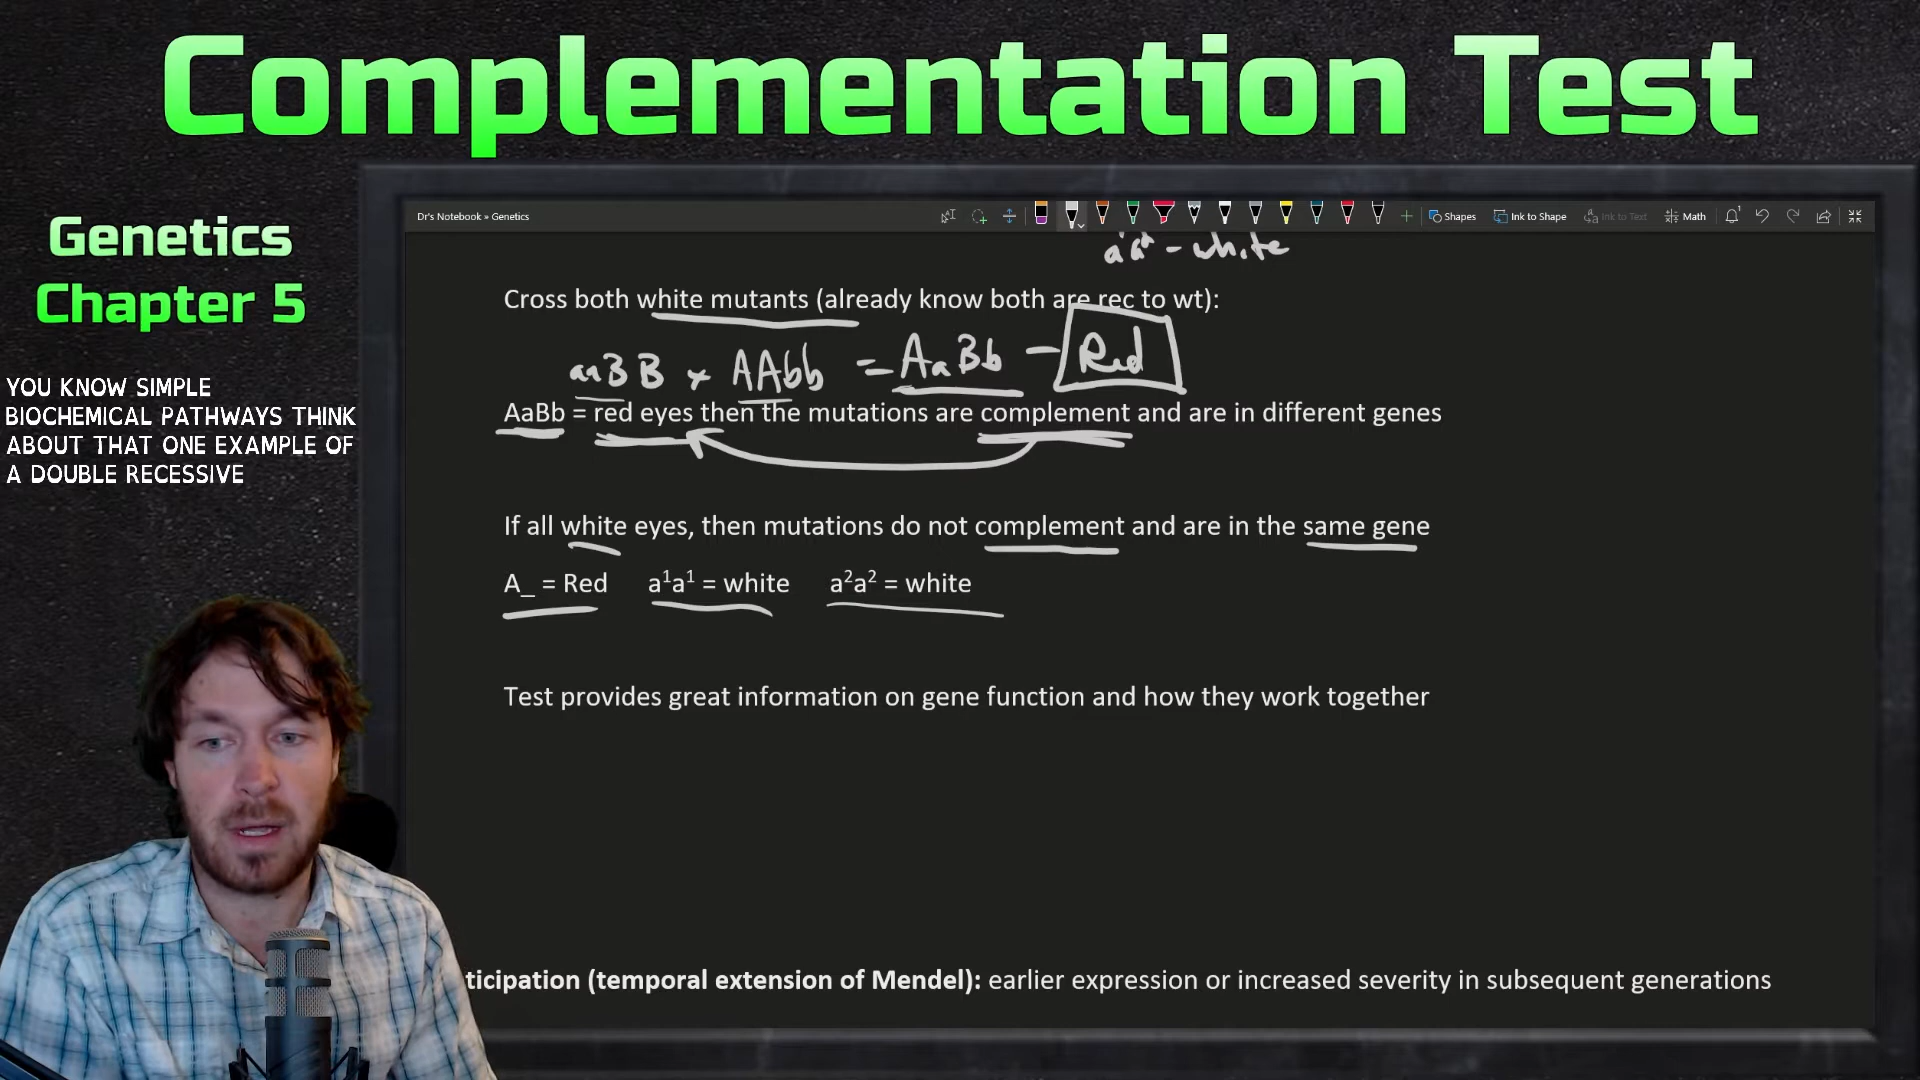 Complementation Test
Genetics
Chapter 5
YOU KNOW SIMPLE
BIOCHEMICAL PATHWAYS THINK
ABOUT THAT ONE EXAMPLE OF
A DOUBLE RECESSIVE
Dr's Notebook » Genetics
Shapes
Ink to Shape
Ink to Text
Math
- white
Cross both white mutants (already know both are rec to wt):
aaBB × AAbb = AaBb - Red
AaBb = red eyes then the mutations are complement and are in different genes
If all white eyes, then mutations do not complement and are in the same gene
A_ = Red a¹a¹ = white a²a² = white
Test provides great information on gene function and how they work together
ticipation (temporal extension of Mendel): earlier expression or increased severity in subsequent generations